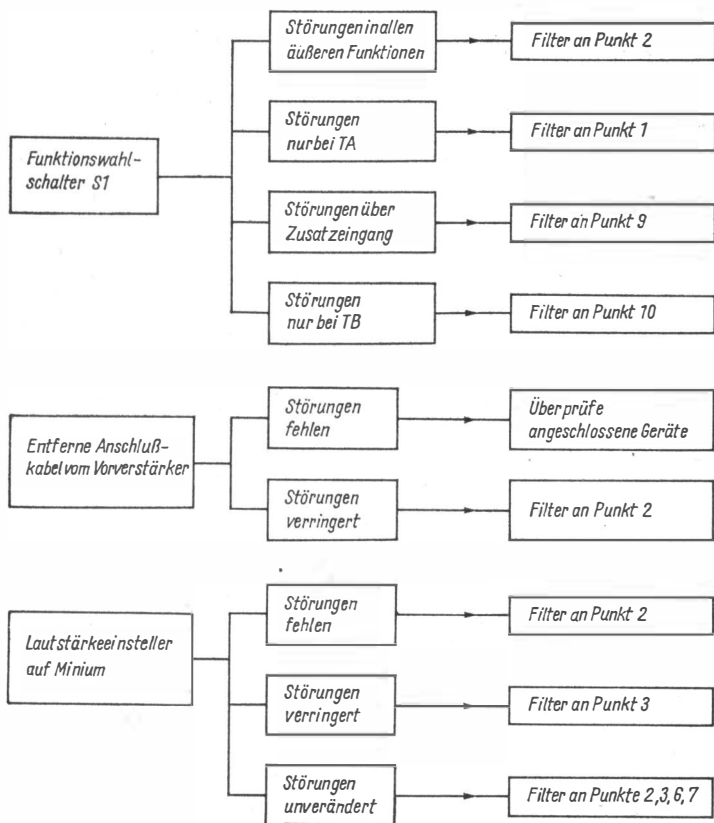 Störungen in allen
äußeren Funktionen
Filter an Punkt 2
Störungen
nur bei TA
Filter an Punkt 1
Funktionswahl-
schalter S1
Störungen über
Zusatzeingang
Filter an Punkt 9
Störungen
nur bei TB
Filter an Punkt 10
Störungen
fehlen
Überprüfe
angeschlossene Geräte
Entferne Anschluß-
kabel vom Vorverstärker
Störungen
verringert
Filter an Punkt 2
Störungen
fehlen
Filter an Punkt 2
Lautstärkeeinsteller
auf Minium
Störungen
verringert
Filter an Punkt 3
Störungen
unverändert
Filter an Punkte 2,3,6,7